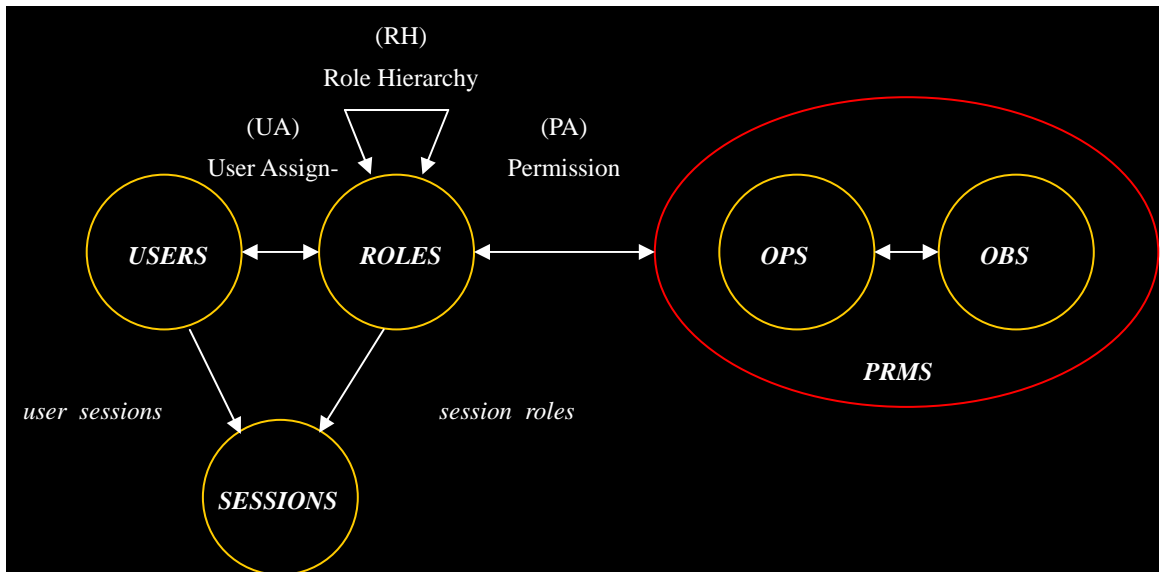 (RH)
Role Hierarchy
(UA)
User Assign-
(PA)
Permission
USERS
ROLES
OPS
OBS
PRMS
user sessions
session roles
SESSIONS